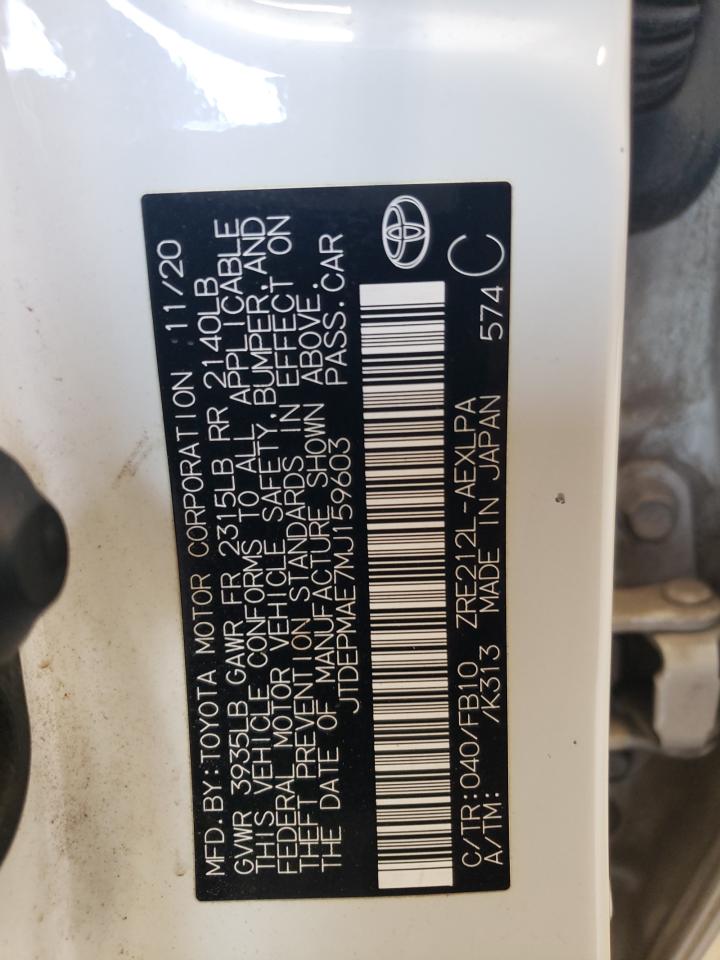 MFD. BY: TOYOTA MOTOR CORPORATION 11/20
GVWR 3935LB GAWR FR 2315LB RR 2140LB
THIS VEHICLE CONFORMS TO ALL APPLICABLE
FEDERAL MOTOR VEHICLE SAFETY, BUMPER, AND
THEFT PREVENTION STANDARDS IN EFFECT ON
THE DATE OF MANUFACTURE SHOWN ABOVE.
JTDEPMAE7MJ159603 PASS. CAR
C/TR: 040/FB10 ZRE212L-AEXLPA C
A/TM: /K313 MADE IN JAPAN 574